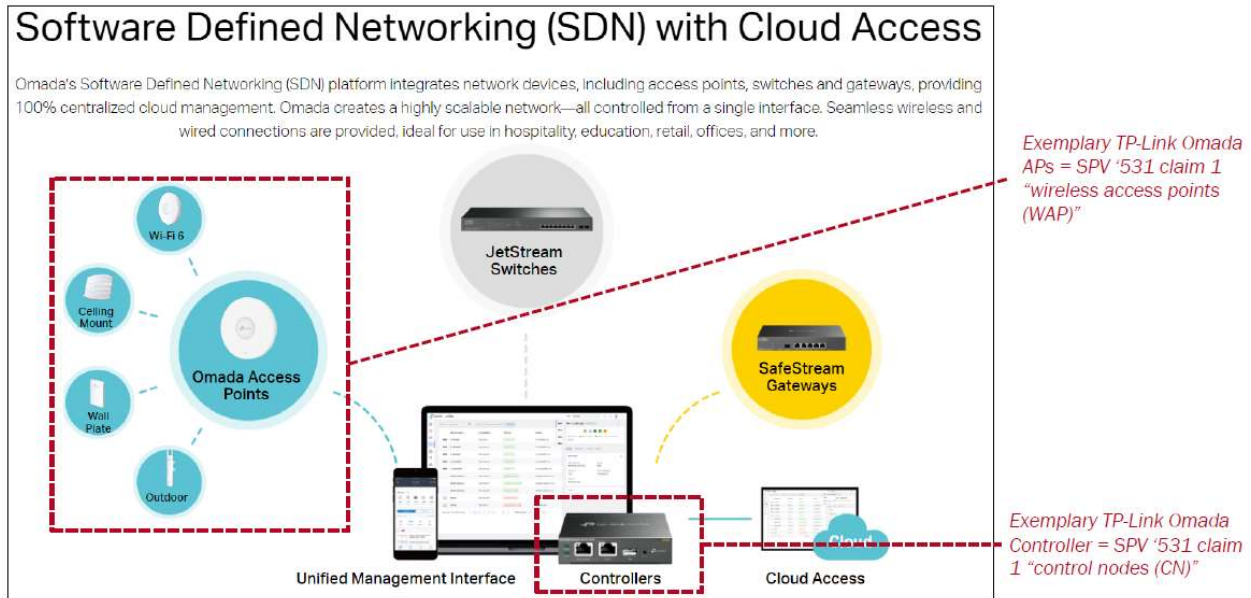 Software Defined Networking (SDN) with Cloud Access
Omada's Software Defined Networking (SDN) platform integrates network devices, including access points, switches and gateways, providing
100% centralized cloud management. Omada creates a highly scalable network—all controlled from a single interface. Seamless wireless and
wired connections are provided, ideal for use in hospitality, education, retail, offices, and more.
Exemplary TP-Link Omada
APs = SPV '531 claim 1
"wireless access points
(WAP)"
Wi-Fi 6
JetStream
Switches
Ceiling
Mount
Omada Access
Points
SafeStream
Gateways
Wall
Plate
Outdoor
Exemplary TP-Link Omada
Controller = SPV '531 claim
1 "control nodes (CN)"
Cloud
Unified Management Interface
Controllers
Cloud Access